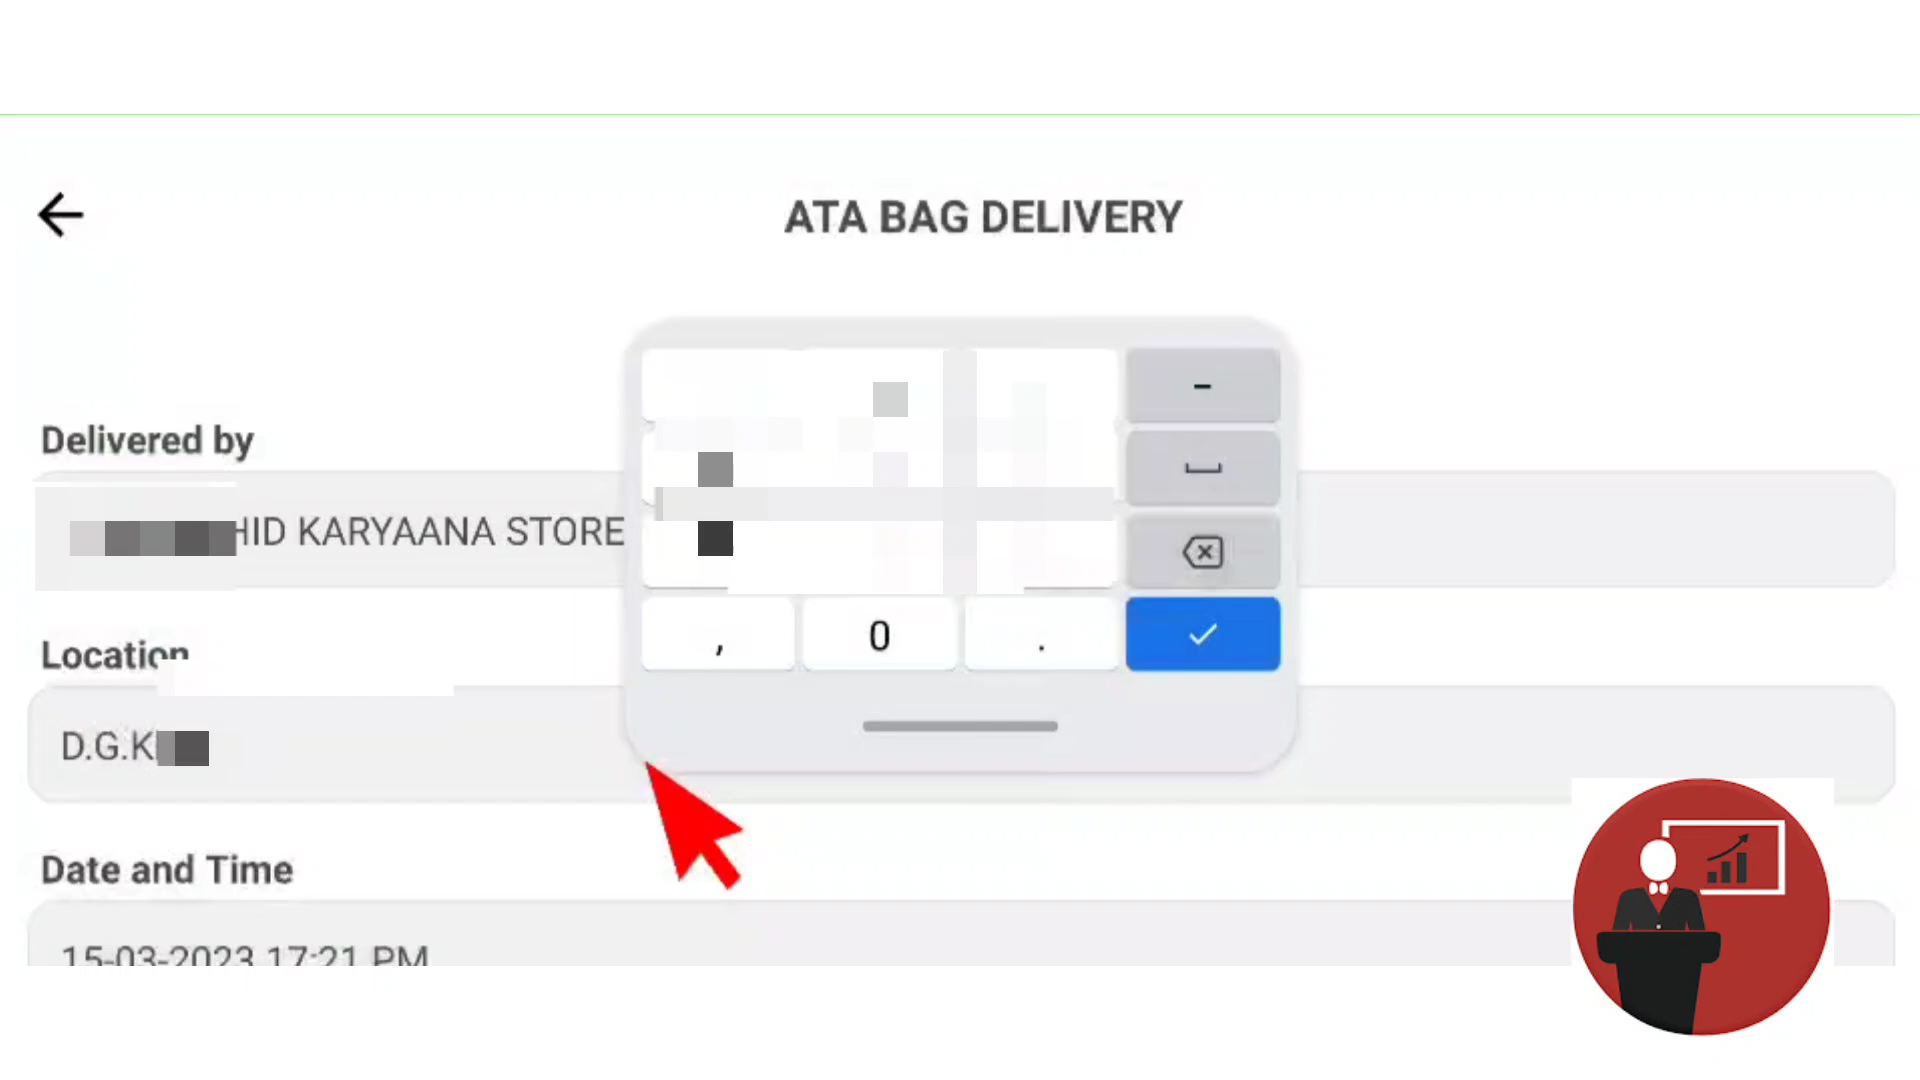 ATA BAG DELIVERY
-
Delivered by
HID KARYAANA STORE
, 0 .
Location
D.G.K
Date and Time
15-03-2023 17:21 PM